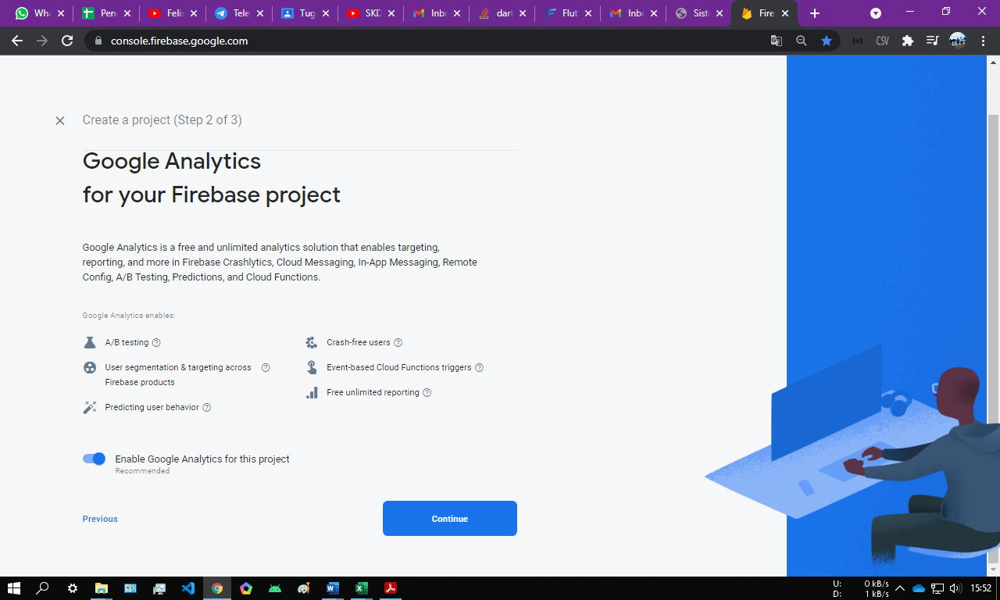 Wha
Pen
Felix
Tele
Tug
SKD
Inb
darl
Flut
Inb
Sist
Fire
console.firebase.google.com
CSV
Create a project (Step 2 of 3)
Google Analytics
for your Firebase project
Google Analytics is a free and unlimited analytics solution that enables targeting,
reporting, and more in Firebase Crashlytics, Cloud Messaging, In-App Messaging, Remote
Config, A/B Testing, Predictions, and Cloud Functions.
Google Analytics enables:
A/B testing
Crash-free users
User segmentation & targeting across
Firebase products
Event-based Cloud Functions triggers
Free unlimited reporting
Predicting user behavior
Enable Google Analytics for this project
Recommended
Previous
Continue
U: 0 kB/s
D: 1 kB/s
15:52